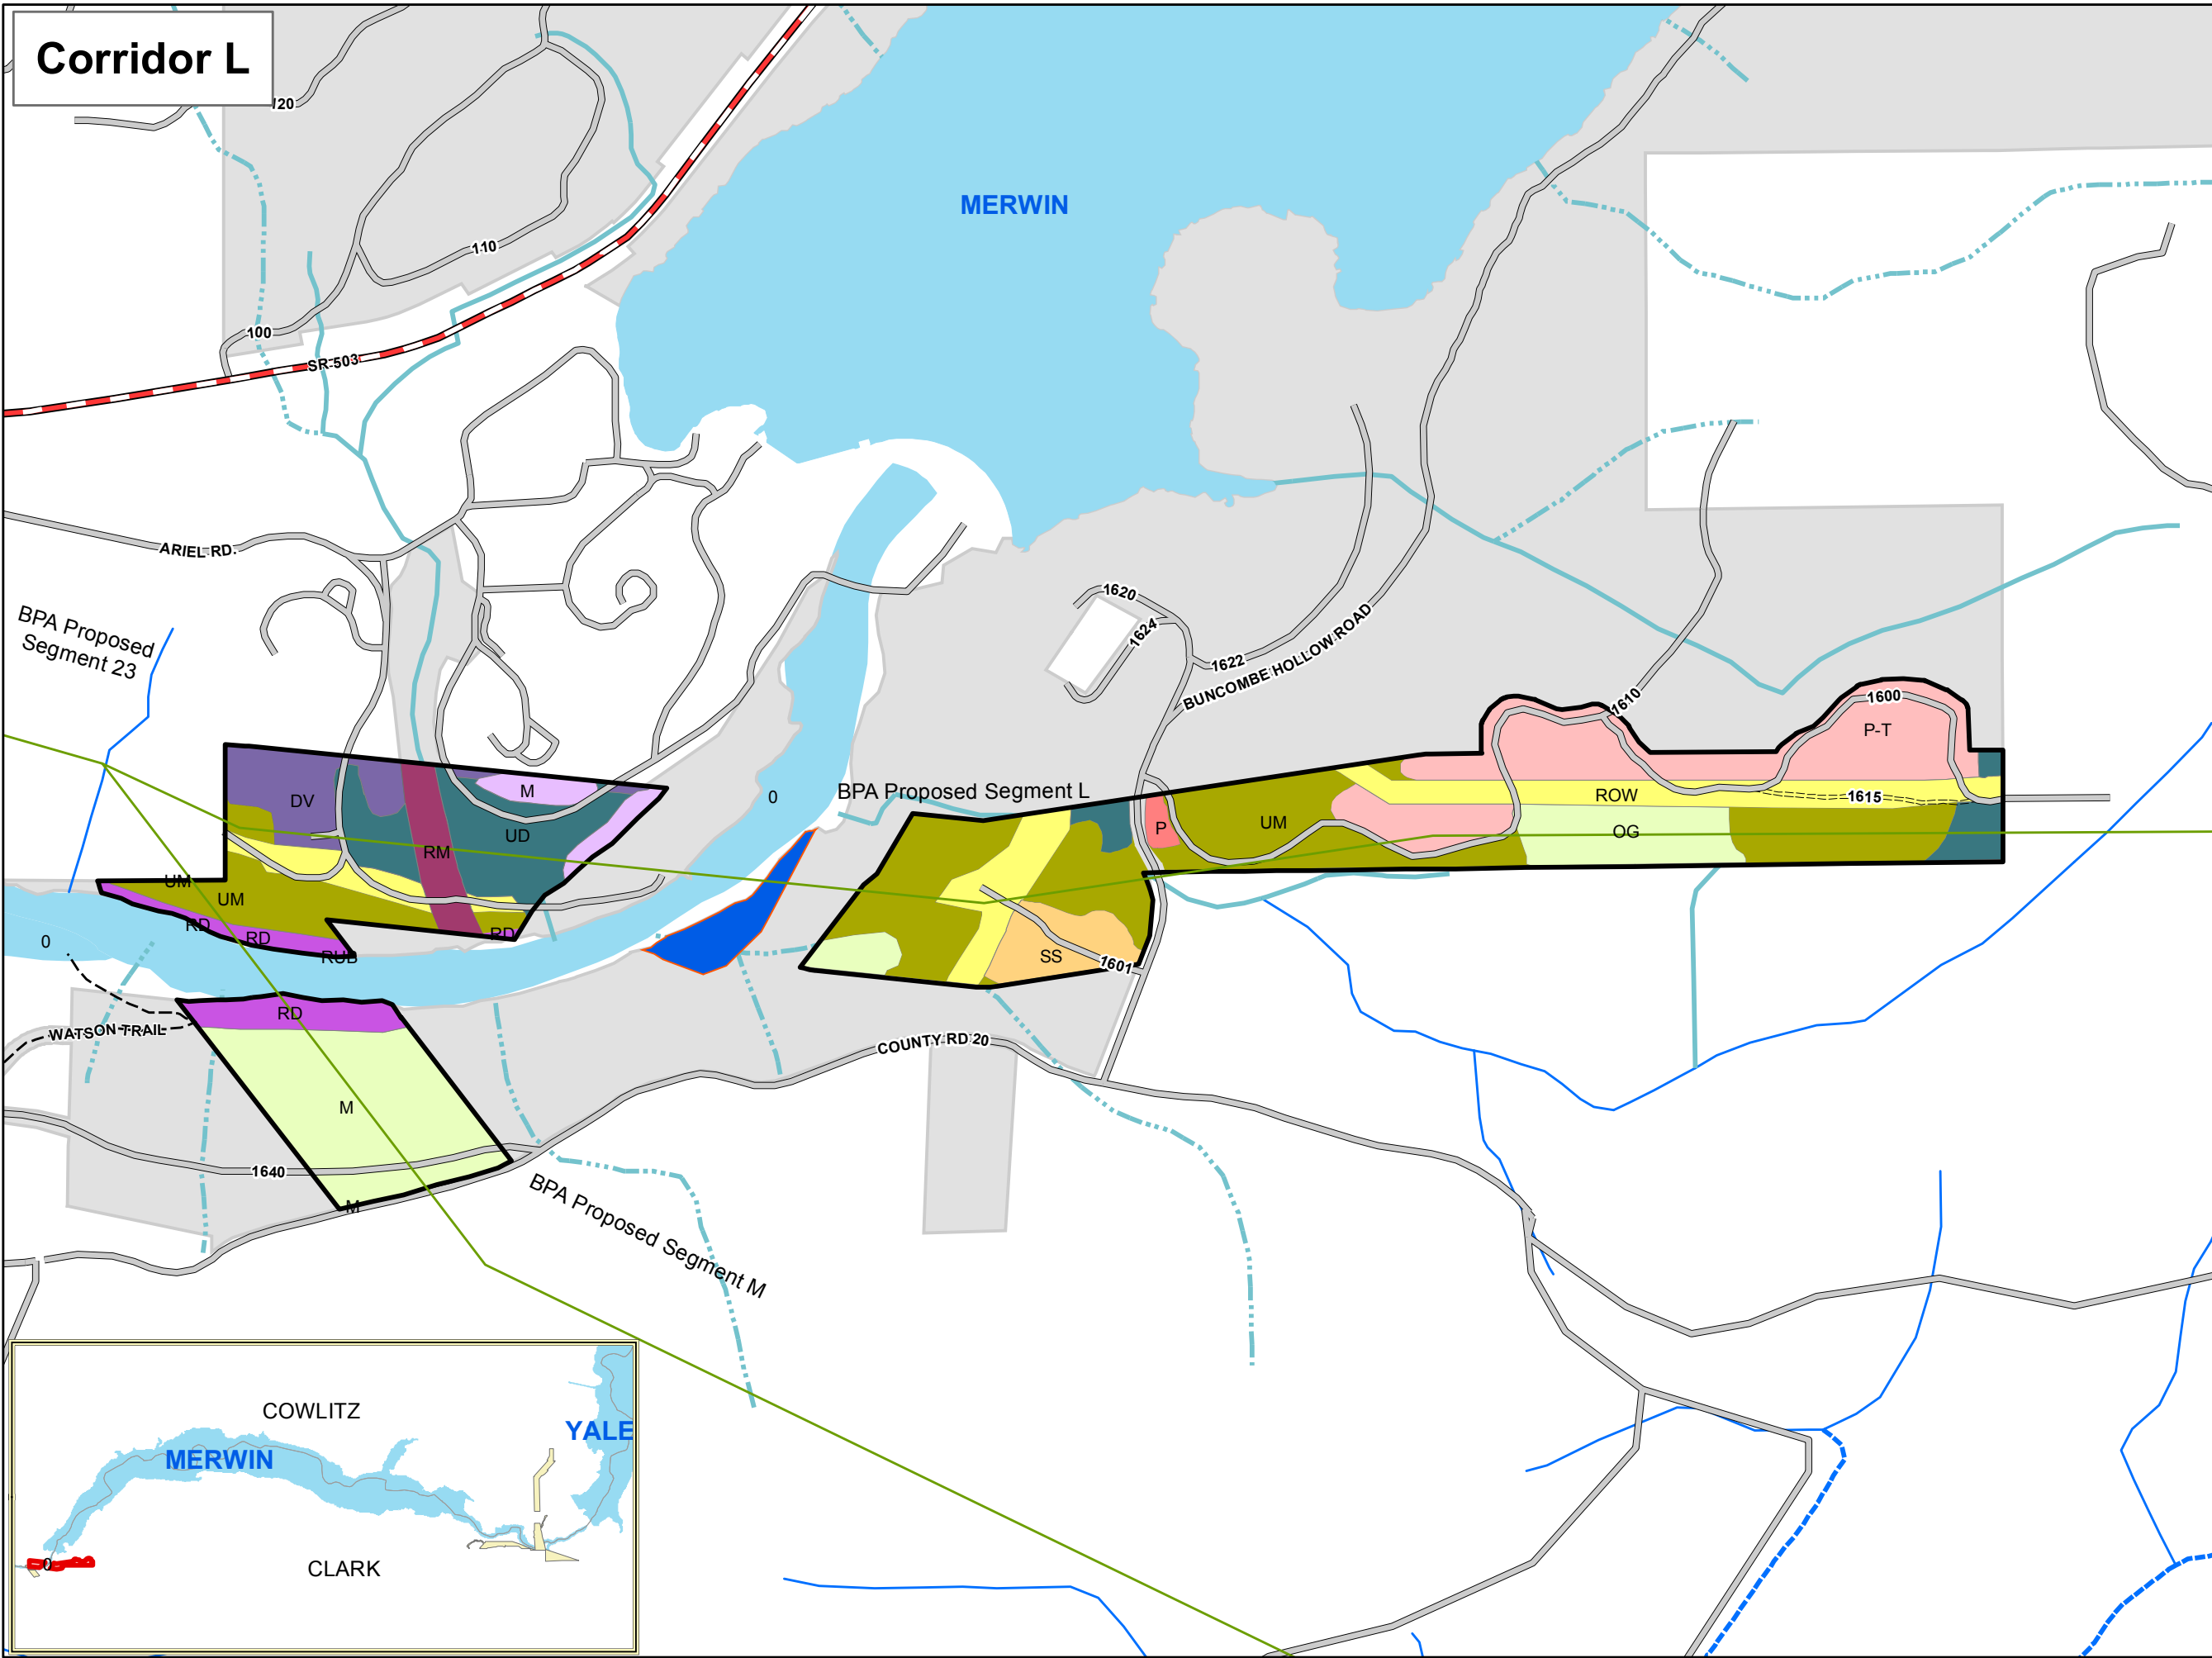 Corridor L
120
MERWIN
110
100
SR 503
ARIEL RD.
BPA Proposed
Segment 23
1620
1624
1622
BUNCOMBE HOLLOW ROAD
1610
1600
P-T
BPA Proposed Segment L
0
DV
M
UD
RM
P
UM
ROW
1615
OG
UM
UM
RD
RD
RD
RUB
0
SS
1601
RD
WATSON TRAIL
COUNTY RD 20
M
1640
M
BPA Proposed Segment M
COWLITZ
YALE
MERWIN
0
CLARK